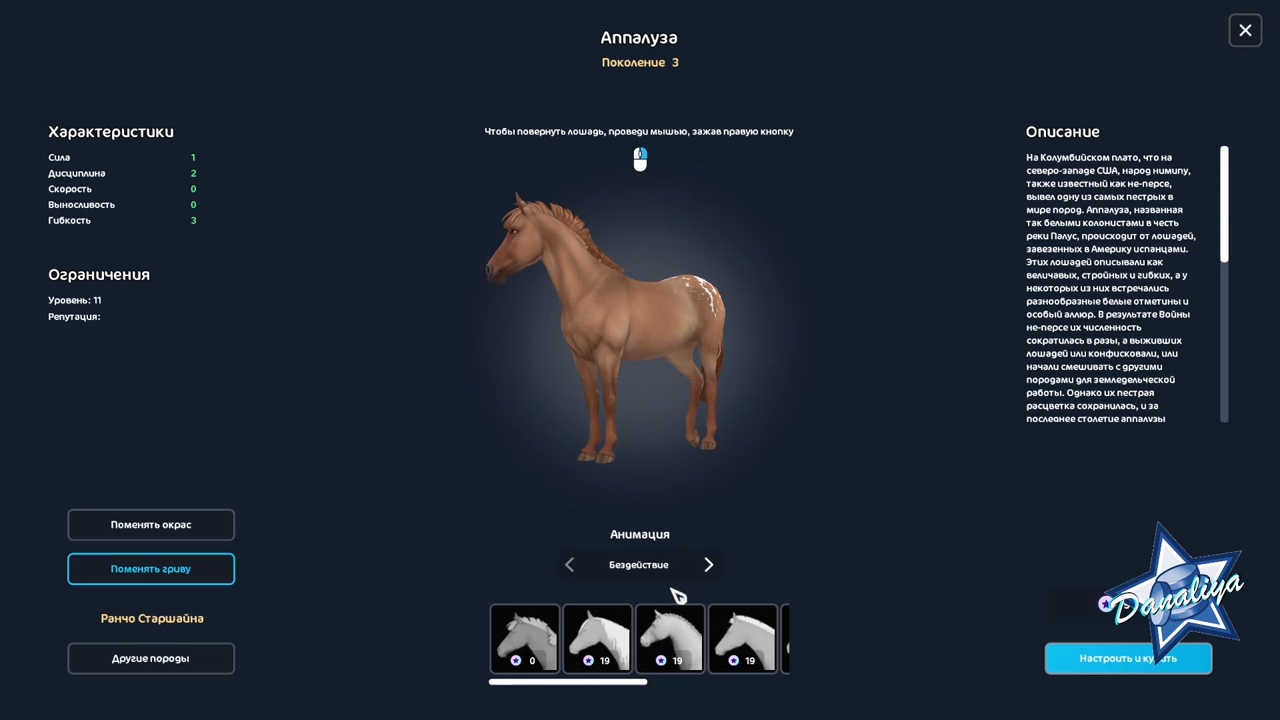 Аппалуза
Поколение 3
Характеристики
Сила 1
Дисциплина 2
Скорость 0
Выносливость 0
Гибкость 3
Ограничения
Уровень: 11
Репутация:
Чтобы повернуть лошадь, проведи мышью, зажав правую кнопку
Описание
На Колумбийском плато, что на
северо-западе США, народ нимипу,
также известный как не-персе,
вывел одну из самых пестрых в
мире пород. Аппалуза, названная
так белыми колонистами в честь
реки Палус, происходит от лошадей,
завезенных в Америку испанцами.
Этих лошадей описывали как
величавых, стройных и гибких, а у
некоторых из них встречались
разнообразные белые отметины и
особый аллюр. В результате Войны
не-персе их численность
сократилась в разы, а выживших
лошадей или конфисковали, или
начали смешивать с другими
породами для земледельческой
работы. Однако их пестрая
расцветка сохранилась, и за
последнее столетие аппалузы
Поменять окрас
Поменять гриву
Ранчо Старшайна
Другие породы
Анимация
Бездействие
0
19
19
19
Danaliya
Настроить и купить